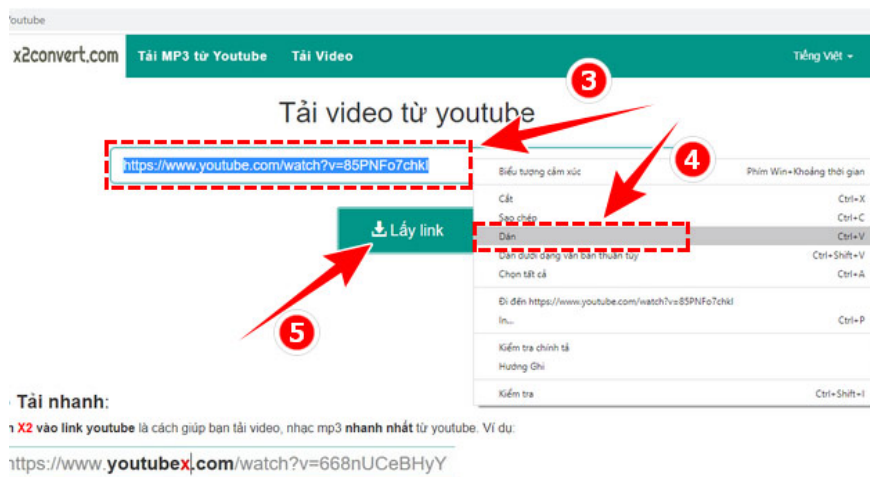 Youtube
x2convert.com Tải MP3 từ Youtube Tải Video Tiếng Việt
3
Tải video từ youtube
4
https://www.youtube.com/watch?v=85PNFo7chkI
Biểu tượng cảm xúc Phím Win+Khoảng thời gian
Cắt Ctrl+X
Sao chép Ctrl+C
Lấy link
Dán Ctrl+V
Dán dưới dạng văn bản thuần túy Ctrl+Shift+V
Chọn tất cả Ctrl+A
Đi đến https://www.youtube.com/watch?v=85PNFo7chkI
In... Ctrl+P
5
Kiểm tra chính tả
Hướng Ghi
Kiểm tra Ctrl+Shift+I
Tải nhanh:
X2 vào link youtube là cách giúp bạn tải video, nhạc mp3 nhanh nhất từ youtube. Ví dụ:
https://www.youtubex.com/watch?v=668nUCeBHyY